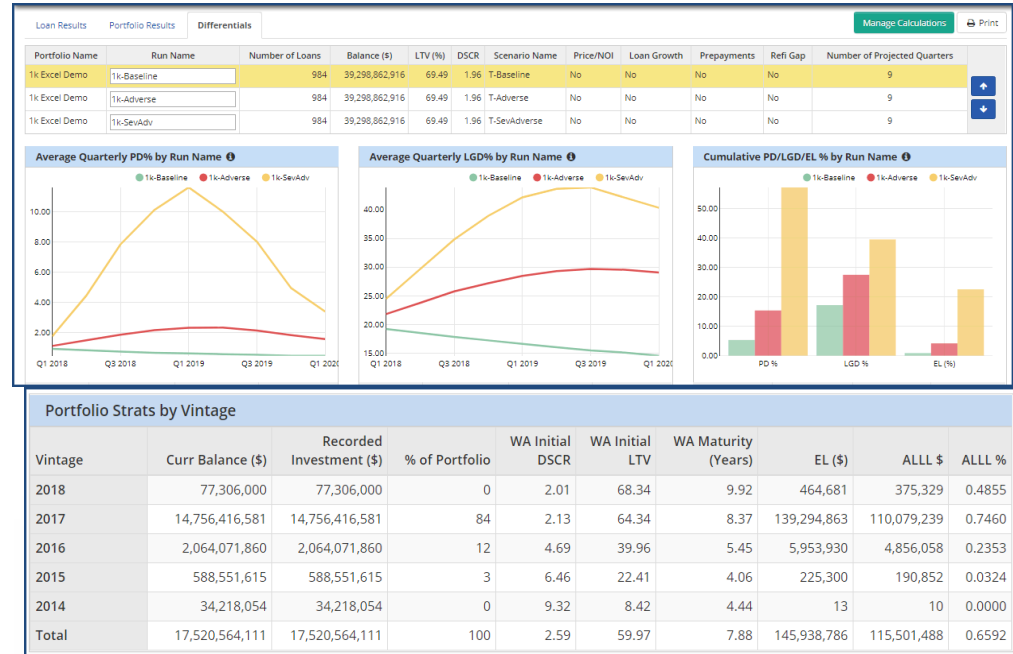 Loan Results Portfolio Results Differentials Manage Calculations Print
Portfolio Name Run Name Number of Loans Balance ($) LTV (%) DSCR Scenario Name Price/NOI Loan Growth Prepayments Refi Gap Number of Projected Quarters
1k Excel Demo 1k-Baseline 984 39,298,862,916 69.49 1.96 T-Baseline No No No No 9
1k Excel Demo 1k-Adverse 984 39,298,862,916 69.49 1.96 T-Adverse No No No No 9
1k Excel Demo 1k-SevAdv 984 39,298,862,916 69.49 1.96 T-SevAdverse No No No No 9
Average Quarterly PD% by Run Name
1k-Baseline 1k-Adverse 1k-SevAdv
10.00
8.00
6.00
4.00
2.00
Q1 2018 Q3 2018 Q1 2019 Q3 2019 Q1 202
Average Quarterly LGD% by Run Name
1k-Baseline 1k-Adverse 1k-SevAdv
40.00
35.00
30.00
25.00
20.00
15.00
Q1 2018 Q3 2018 Q1 2019 Q3 2019 Q1 202
Cumulative PD/LGD/EL % by Run Name
1k-Baseline 1k-Adverse 1k-SevAdv
50.00
40.00
30.00
20.00
10.00
0.00
PD % LGD % EL (%)
Portfolio Strats by Vintage
Vintage Curr Balance ($) Recorded Investment ($) % of Portfolio WA Initial DSCR WA Initial LTV WA Maturity (Years) EL ($) ALLL $ ALLL %
2018 77,306,000 77,306,000 0 2.01 68.34 9.92 464,681 375,329 0.4855
2017 14,756,416,581 14,756,416,581 84 2.13 64.34 8.37 139,294,863 110,079,239 0.7460
2016 2,064,071,860 2,064,071,860 12 4.69 39.96 5.45 5,953,930 4,856,058 0.2353
2015 588,551,615 588,551,615 3 6.46 22.41 4.06 225,300 190,852 0.0324
2014 34,218,054 34,218,054 0 9.32 8.42 4.44 13 10 0.0000
Total 17,520,564,111 17,520,564,111 100 2.59 59.97 7.88 145,938,786 115,501,488 0.6592